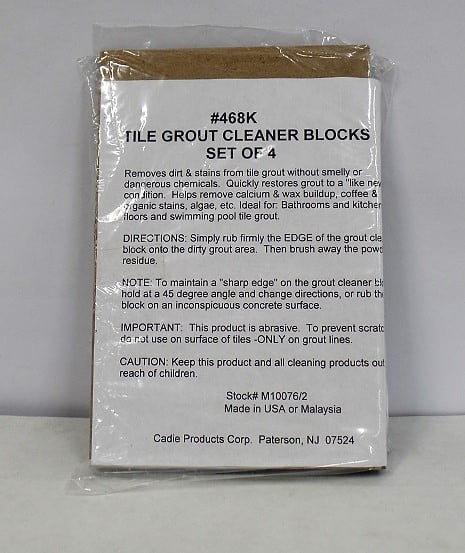 #468K
TILE GROUT CLEANER BLOCKS
SET OF 4
Removes dirt & stains from tile grout without smelly or
dangerous chemicals. Quickly restores grout to a "like new
condition. Helps remove calcium & wax buildup, coffee &
organic stains, algae, etc. Ideal for: Bathrooms and kitchen
floors and swimming pool tile grout.
DIRECTIONS: Simply rub firmly the EDGE of the grout cle
block onto the dirty grout area. Then brush away the powd
residue.
NOTE: To maintain a "sharp edge" on the grout cleaner blo
hold at a 45 degree angle and change directions, or rub th
block on an inconspicuous concrete surface.
IMPORTANT: This product is abrasive. To prevent scratc
do not use on surface of tiles -ONLY on grout lines.
CAUTION: Keep this product and all cleaning products out
reach of children.
Stock# M10076/2
Made in USA or Malaysia
Cadie Products Corp. Paterson, NJ 07524